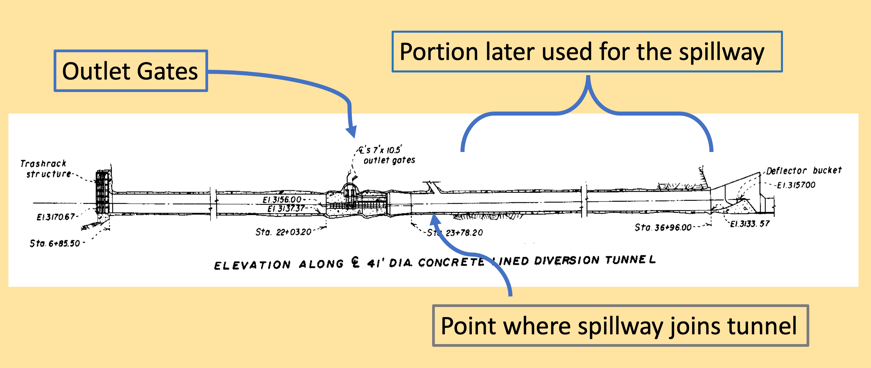 Portion later used for the spillway
Outlet Gates
℄'s 7'x 10.5'
outlet gates
Trashrack
structure
Deflector bucket
El.3157.00
El.3156.00
El.3137.37
El.3170.67
El.3133.57
Sta. 6+85.50
Sta. 22+03.20
Sta. 23+78.20
Sta. 36+96.00
ELEVATION ALONG ℄ 41' DIA. CONCRETE LINED DIVERSION TUNNEL
Point where spillway joins tunnel